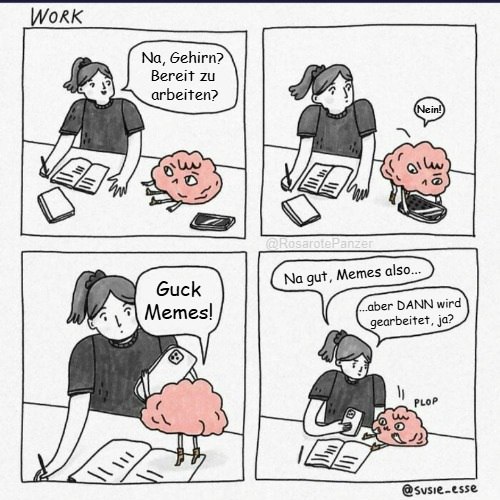 WORK
Na, Gehirn?
Bereit zu
arbeiten?
Nein!
@RosarotePanzer
Guck
Memes!
Na gut, Memes also...
...aber DANN wird
gearbeitet, ja?
PLOP
@susie_esse